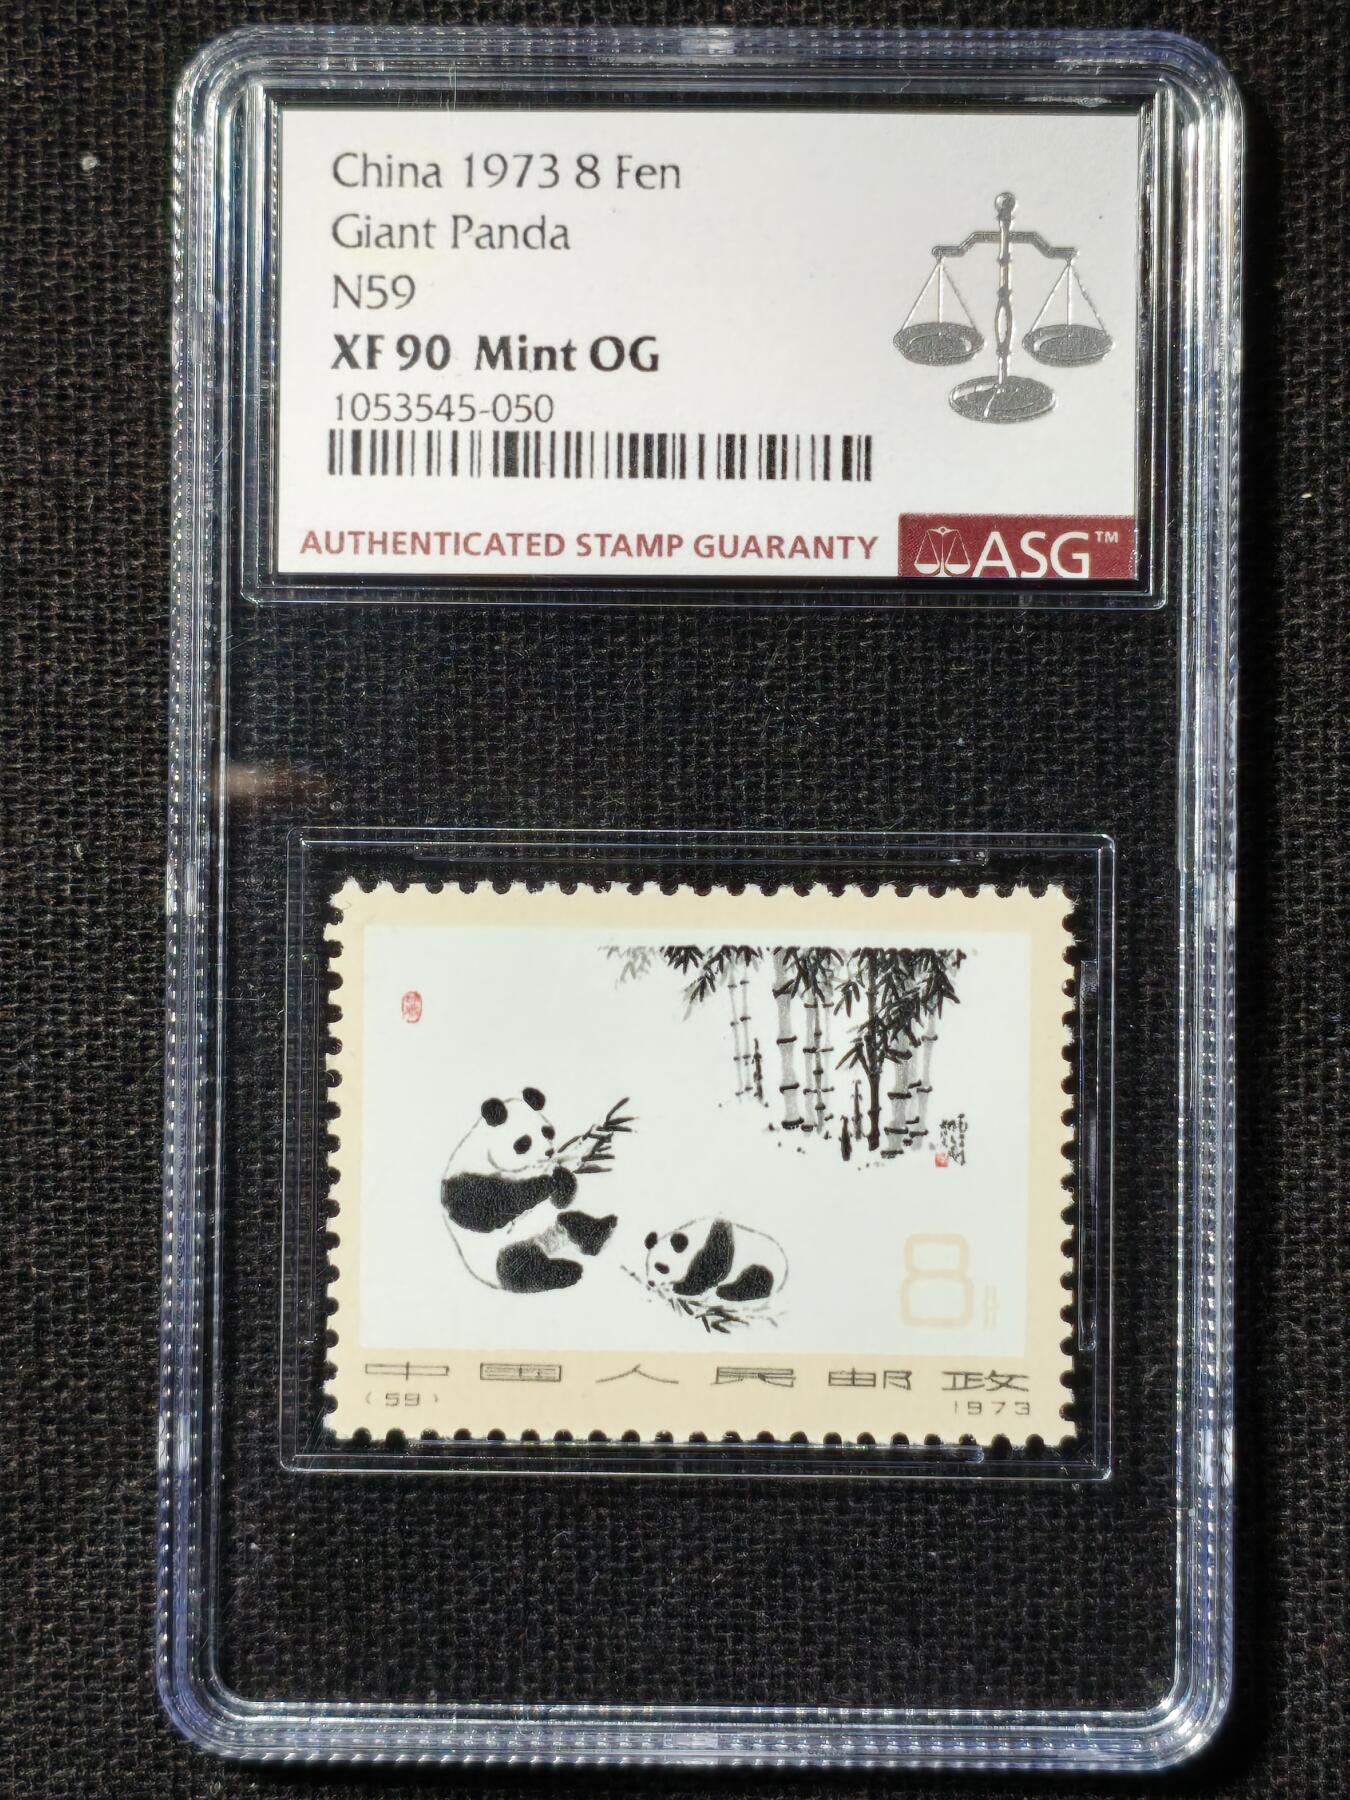 China 1973 8 Fen
Giant Panda
N59
XF 90 Mint OG
1053545-050
AUTHENTICATED STAMP GUARANTY
ASG™
8分
中国人民邮政
(59)
1973